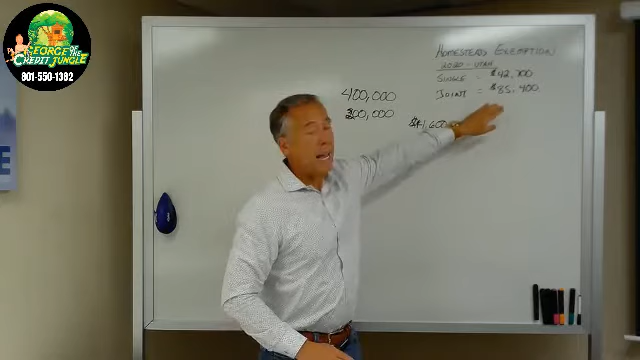 GEORGE
OF THE
CREDIT JUNGLE
801-550-1392
HOMESTEAD EXEMPTION
2020 - UTAH
SINGLE = $42,700
JOINT = $85,400
400,000
300,000